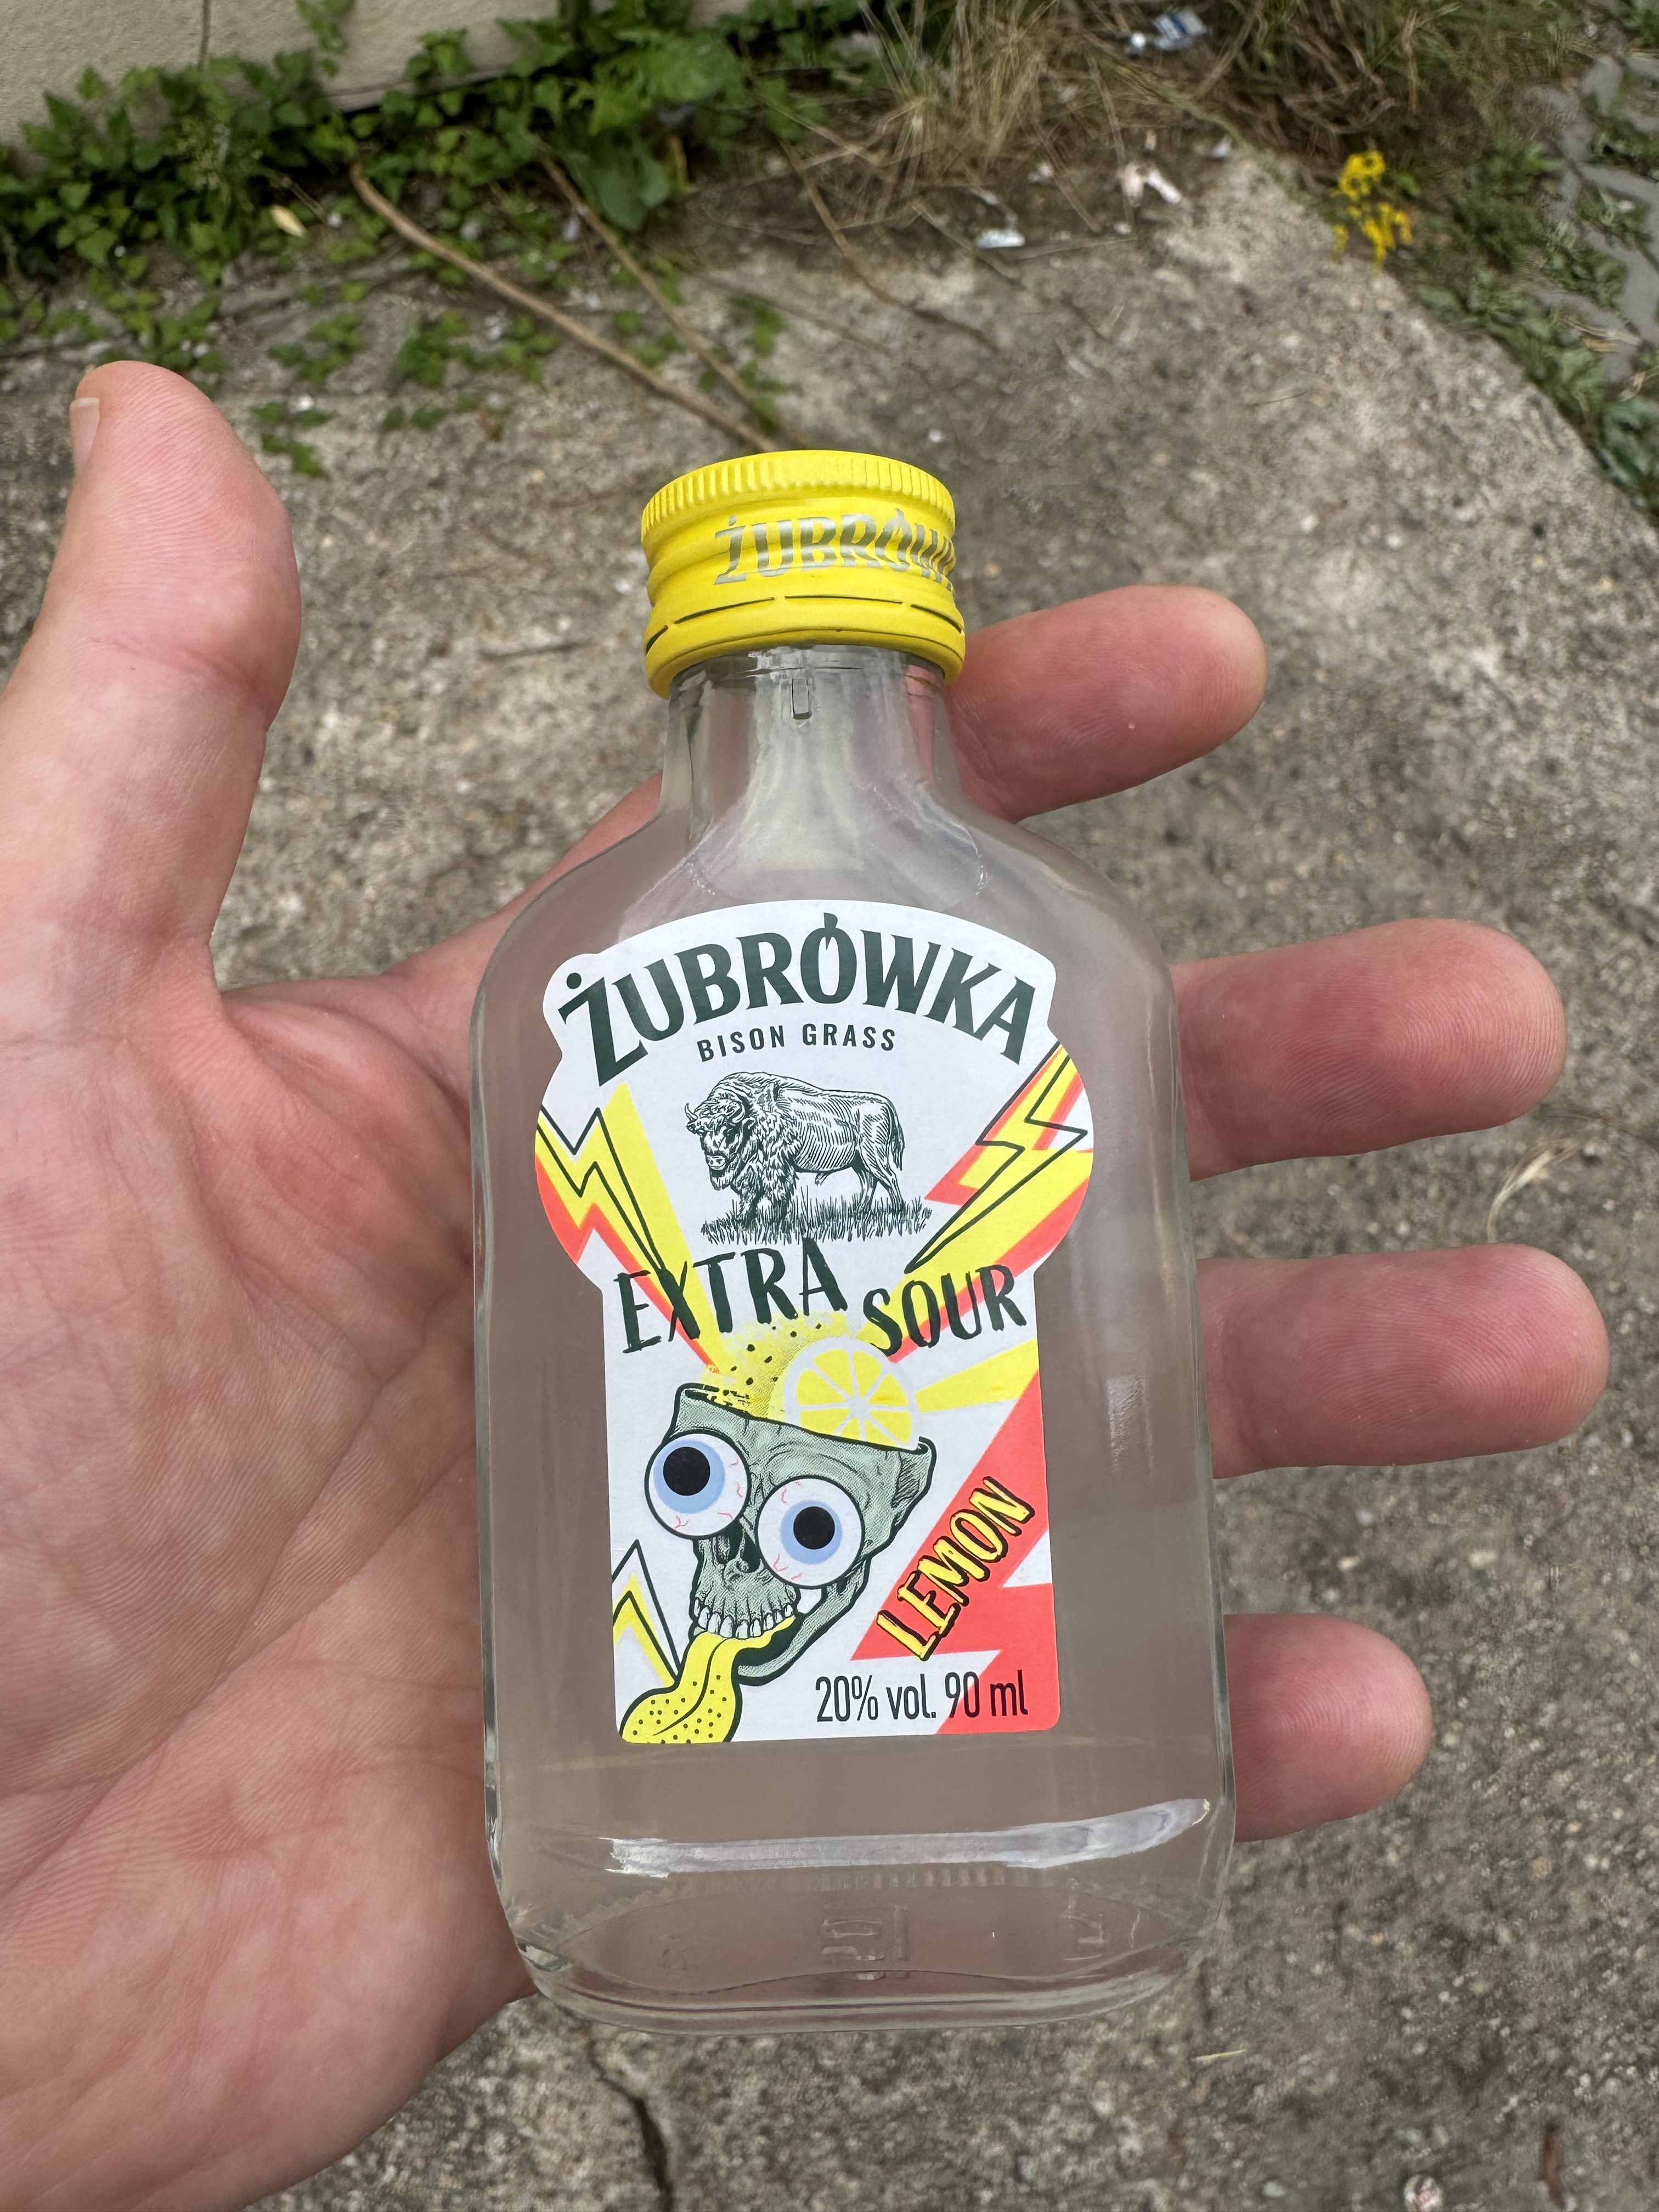 ŻUBRÓWKA
ŻUBRÓWKA
BISON GRASS
EXTRA SOUR
LEMON
20% vol. 90 ml